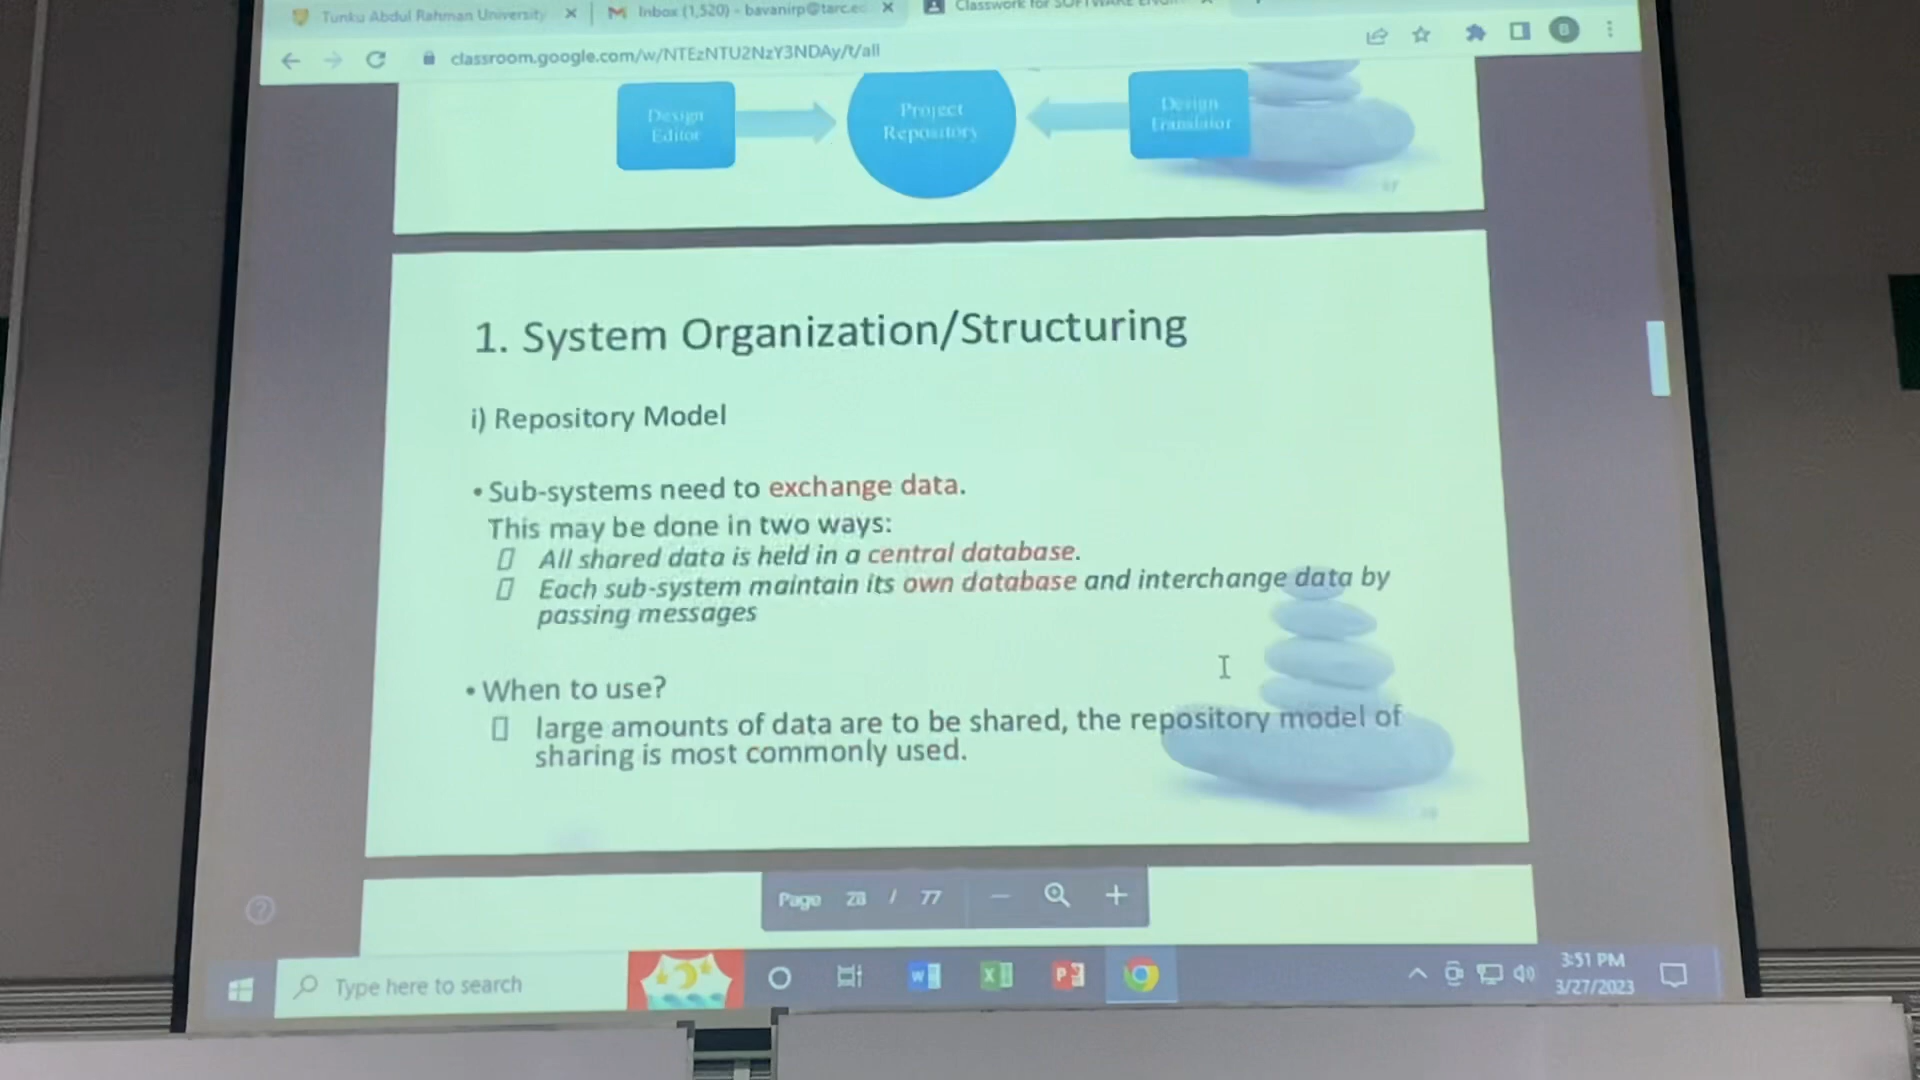 Tunku Abdul Rahman University
Inbox (1,520) - bavanirp@tarc.ec
Classwork for SOFTWARE
classroom.google.com/w/NTEzNTU2NzY3NDAy/t/all
B
Design
Editor
Project
Repository
Design
Translator
1. System Organization/Structuring
i) Repository Model
• Sub-systems need to exchange data.
This may be done in two ways:
All shared data is held in a central database.
Each sub-system maintain its own database and interchange data by
passing messages
• When to use?
large amounts of data are to be shared, the repository model of
sharing is most commonly used.
Page 28 / 77
Type here to search
3:51 PM
3/27/2023